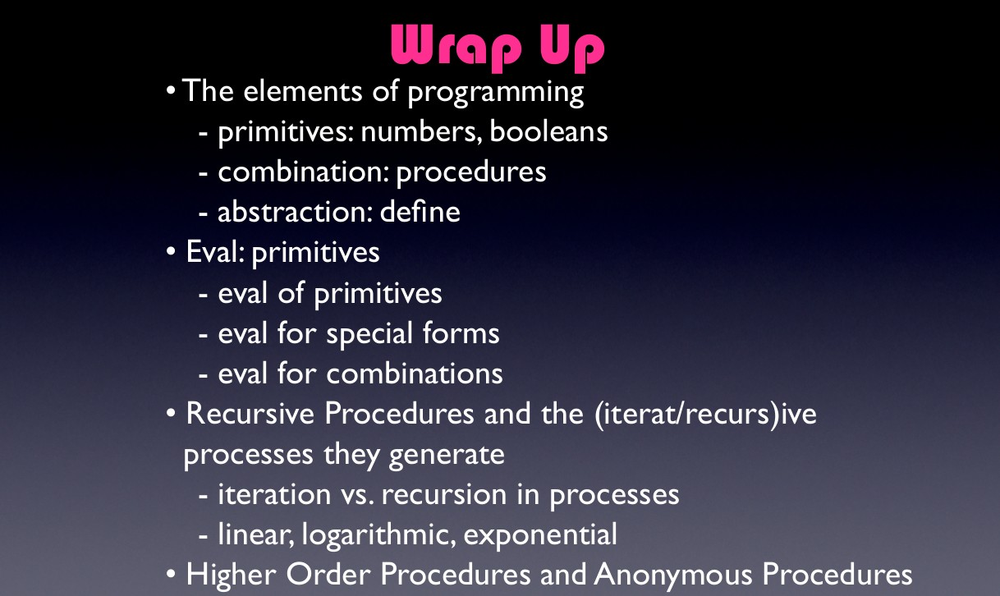 Wrap Up
• The elements of programming
- primitives: numbers, booleans
- combination: procedures
- abstraction: define
• Eval: primitives
- eval of primitives
- eval for special forms
- eval for combinations
• Recursive Procedures and the (iterat/recurs)ive
processes they generate
- iteration vs. recursion in processes
- linear, logarithmic, exponential
• Higher Order Procedures and Anonymous Procedures